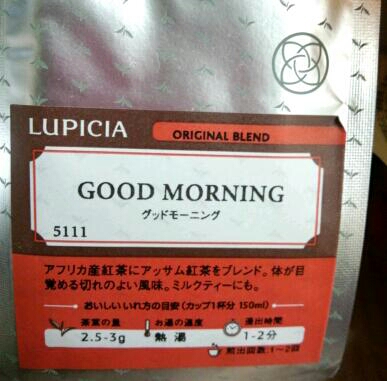 LUPICIA
ORIGINAL BLEND
GOOD MORNING
グッドモーニング
5111
アフリカ産紅茶にアッサム紅茶をブレンド。体が目
覚める切れのよい風味。ミルクティーにも。
おいしいいれ方の目安(カップ1杯分 150ml)
茶葉の量 お湯の温度 浸出時間
2.5-3g 熱湯 1-2分
煎出回数:1~2回